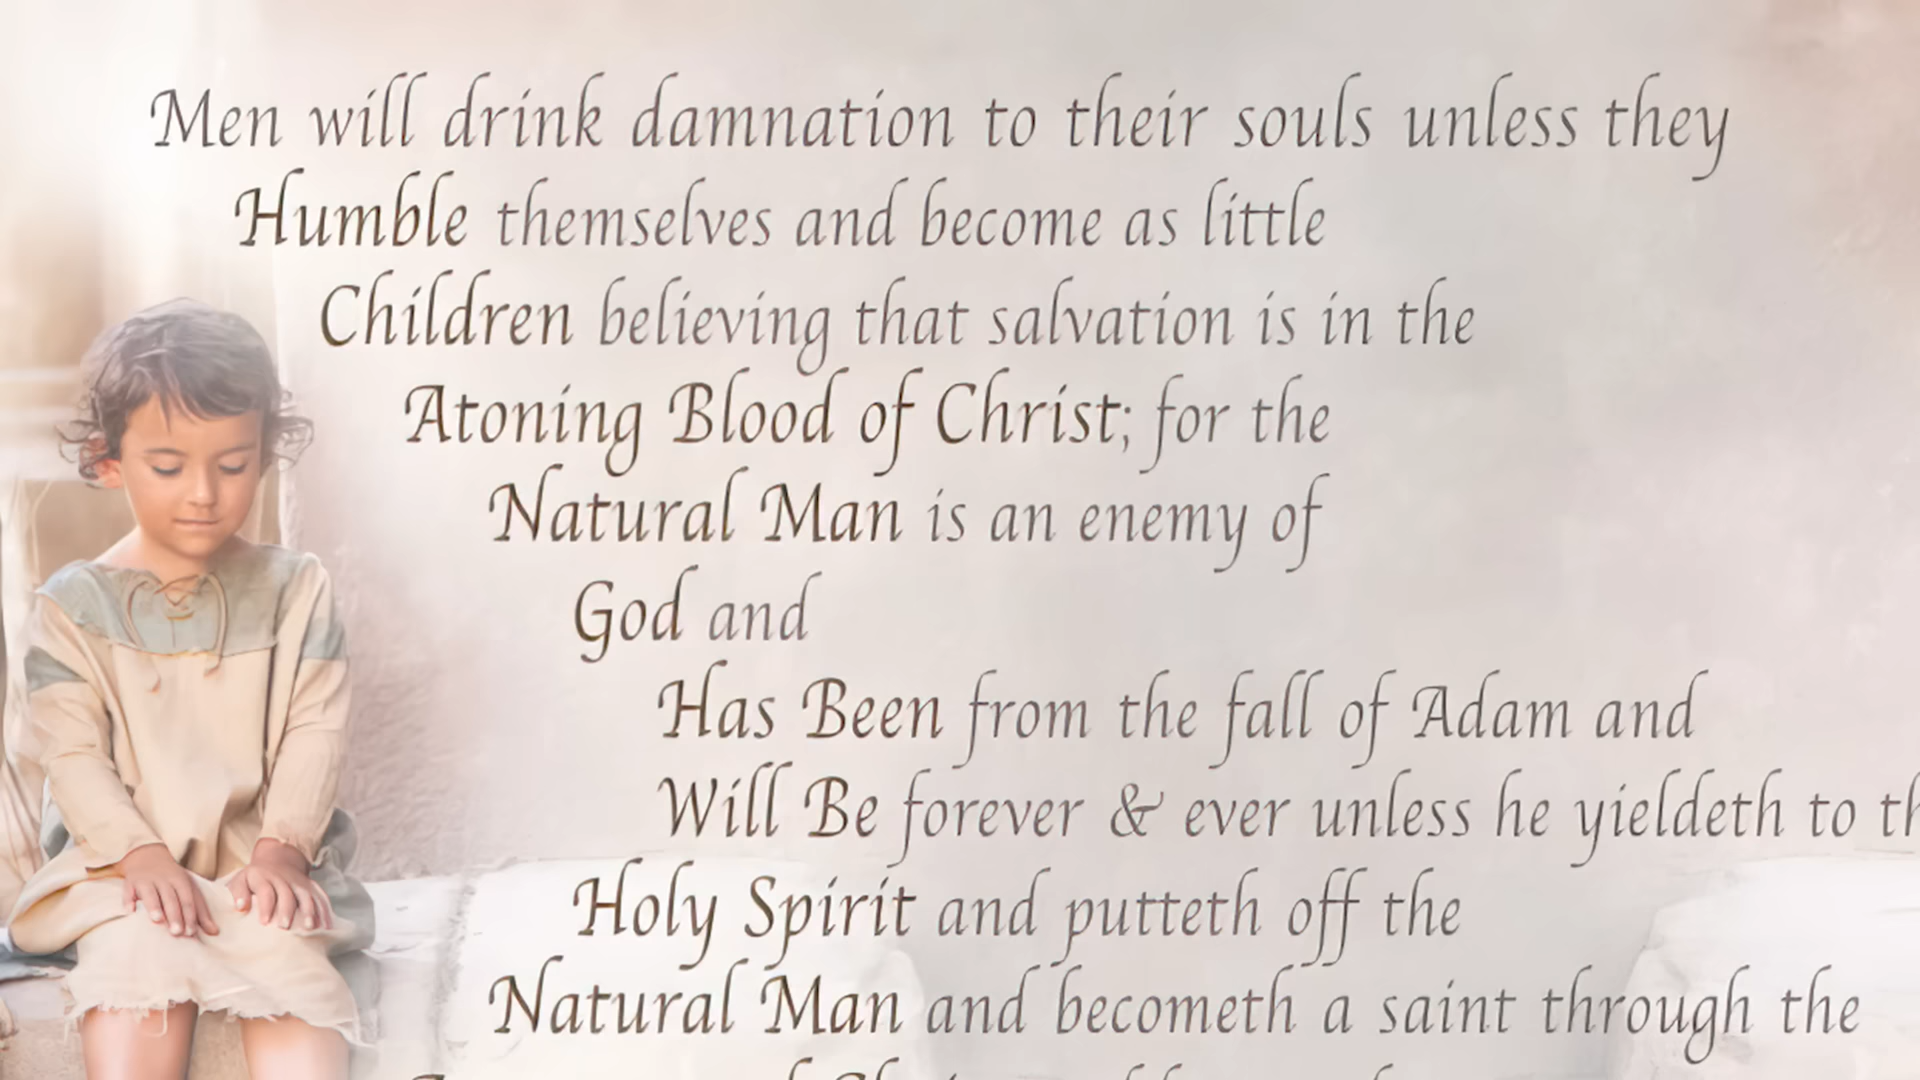 Men will drink damnation to their souls unless they
Humble themselves and become as little
Children believing that salvation is in the
Atoning Blood of Christ; for the
Natural Man is an enemy of
God and
Has Been from the fall of Adam and
Will Be forever & ever unless he yieldeth to
Holy Spirit and putteth off the
Natural Man and becometh a saint through the